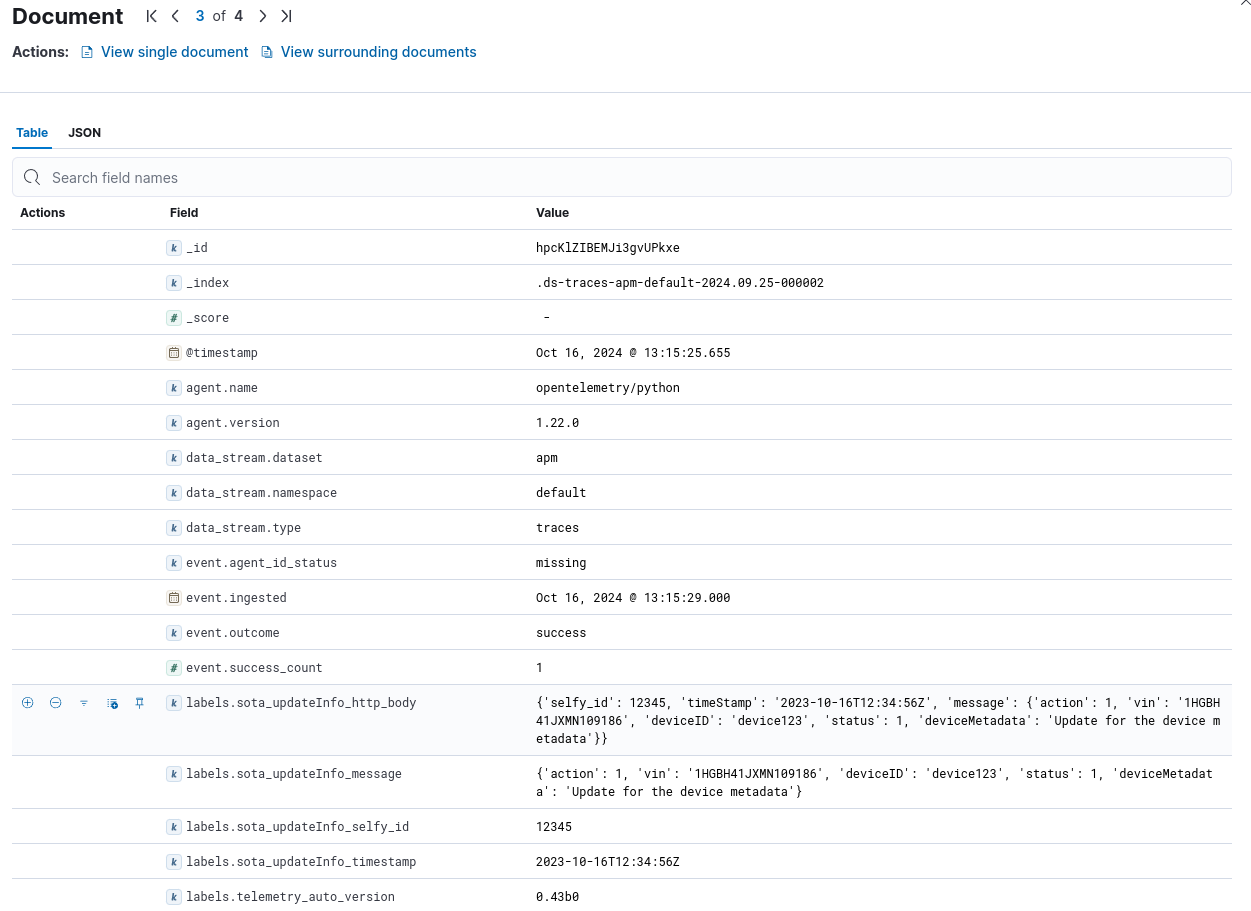 Document 3 of 4
Actions: View single document View surrounding documents
Table JSON
Search field names
Actions Field Value
k _id hpcKlZIBEMJi3gvUPkxe
k _index .ds-traces-apm-default-2024.09.25-000002
# _score -
@timestamp Oct 16, 2024 @ 13:15:25.655
k agent.name opentelemetry/python
k agent.version 1.22.0
k data_stream.dataset apm
k data_stream.namespace default
k data_stream.type traces
k event.agent_id_status missing
event.ingested Oct 16, 2024 @ 13:15:29.000
k event.outcome success
# event.success_count 1
k labels.sota_updateInfo_http_body {'selfy_id': 12345, 'timeStamp': '2023-10-16T12:34:56Z', 'message': {'action': 1, 'vin': '1HGBH
41JXMN109186', 'deviceID': 'device123', 'status': 1, 'deviceMetadata': 'Update for the device m
etadata'}}
k labels.sota_updateInfo_message {'action': 1, 'vin': '1HGBH41JXMN109186', 'deviceID': 'device123', 'status': 1, 'deviceMetadat
a': 'Update for the device metadata'}
k labels.sota_updateInfo_selfy_id 12345
k labels.sota_updateInfo_timestamp 2023-10-16T12:34:56Z
k labels.telemetry_auto_version 0.43b0